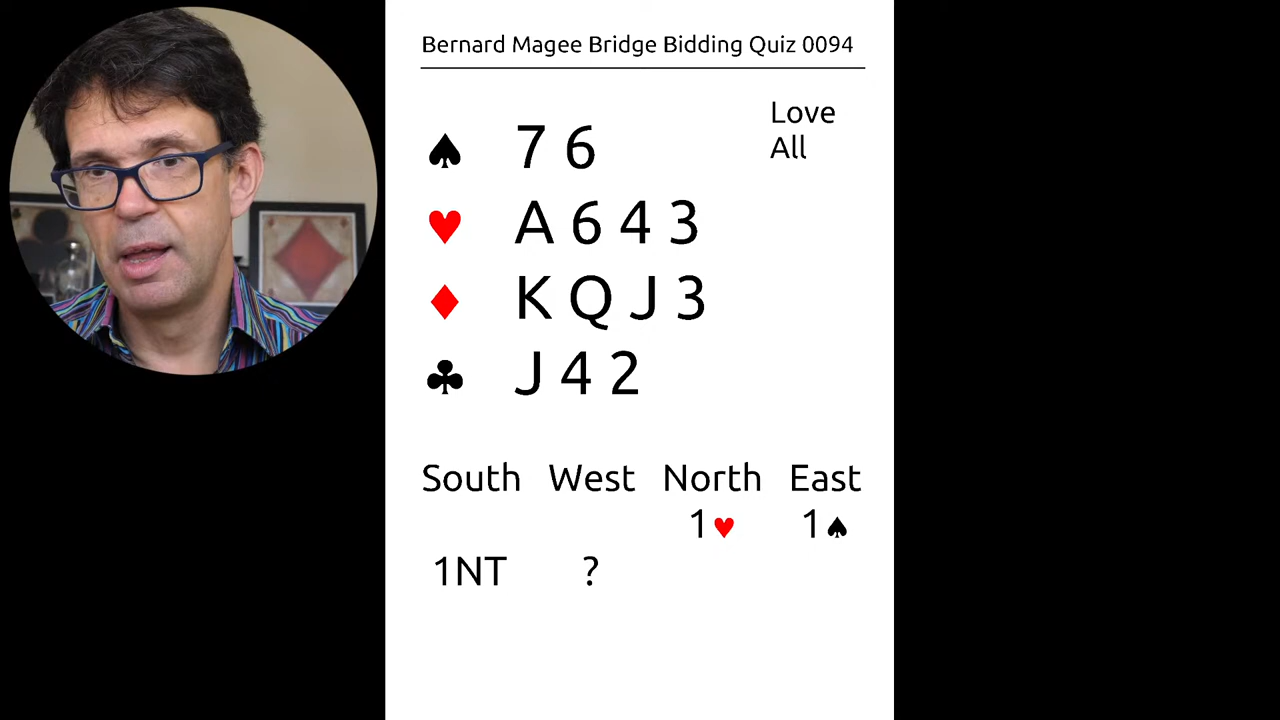 Bernard Magee Bridge Bidding Quiz 0094
Love
All
♠ 7 6
♥ A 6 4 3
♦ K Q J 3
♣ J 4 2
South West North East
1♥ 1♠
1NT ?